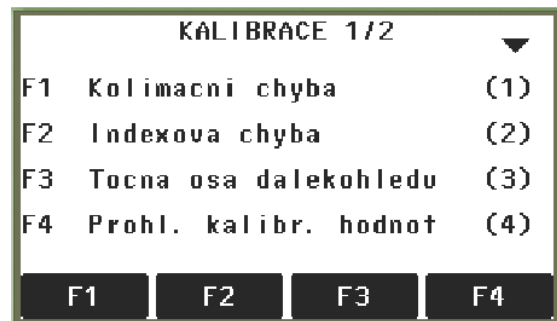 KALIBRACE 1/2
F1 Kolimacni chyba (1)
F2 Indexova chyba (2)
F3 Tocna osa dalekohledu (3)
F4 Prohl. kalibr. hodnot (4)
F1 F2 F3 F4